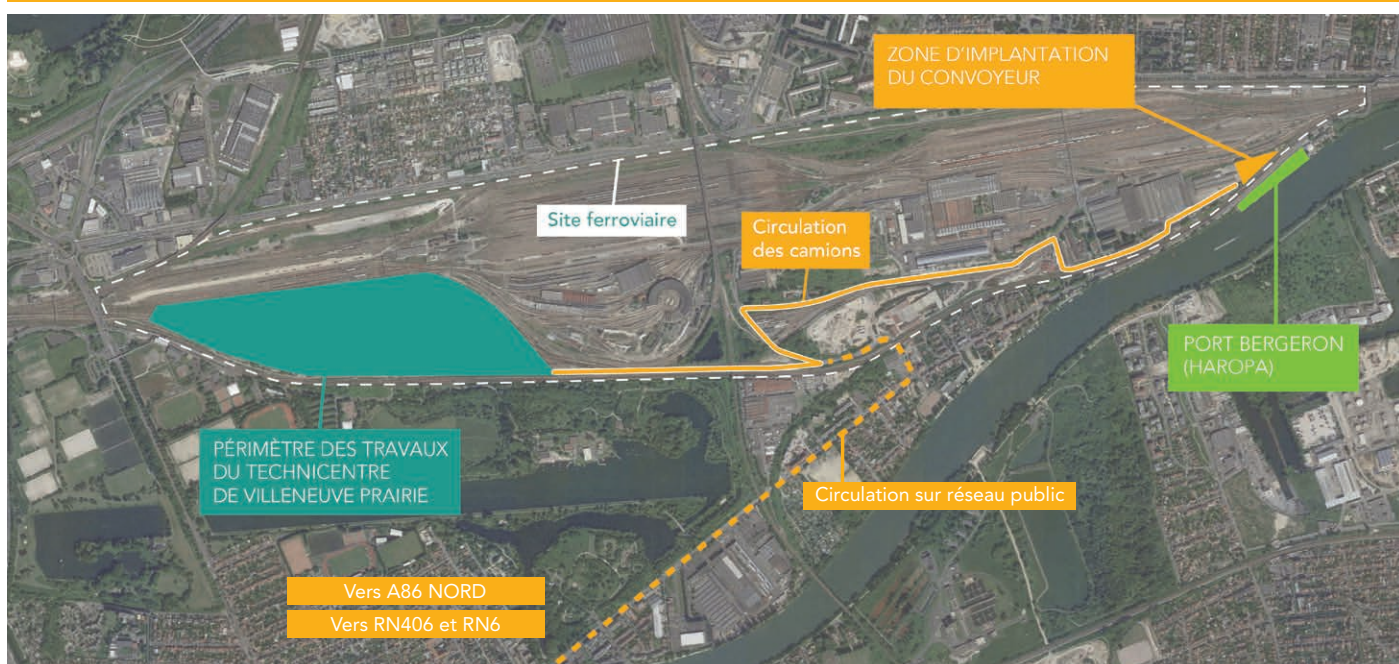 ZONE D'IMPLANTATION
DU CONVOYEUR
Site ferroviaire
Circulation
des camions
PORT BERGERON
(HAROPA)
PÉRIMÈTRE DES TRAVAUX
DU TECHNICENTRE
DE VILLENEUVE PRAIRIE
Circulation sur réseau public
Vers A86 NORD
Vers RN406 et RN6